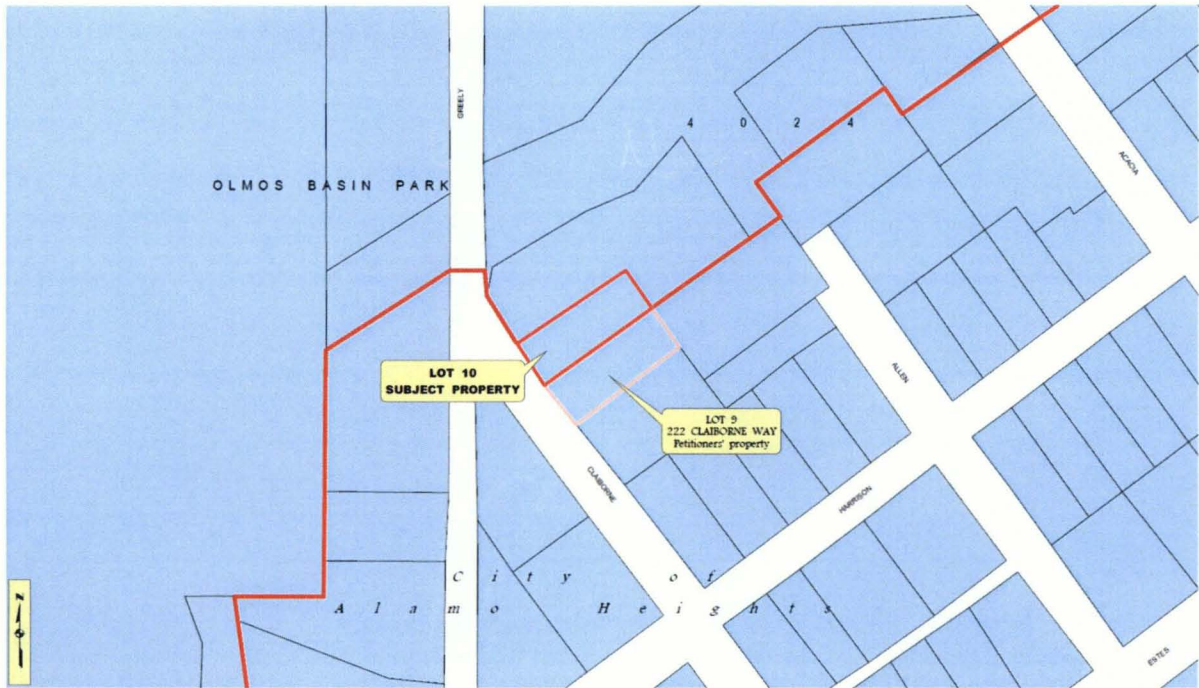 GREELY
4 0 2 4
ACACIA
OLMOS BASIN PARK
LOT 10
SUBJECT PROPERTY
ALLEN
LOT 9
222 CLAIBORNE WAY
Petitioners' property
CLAIBORNE
HARRISON
City of
Alamo Heights
N
ESTES